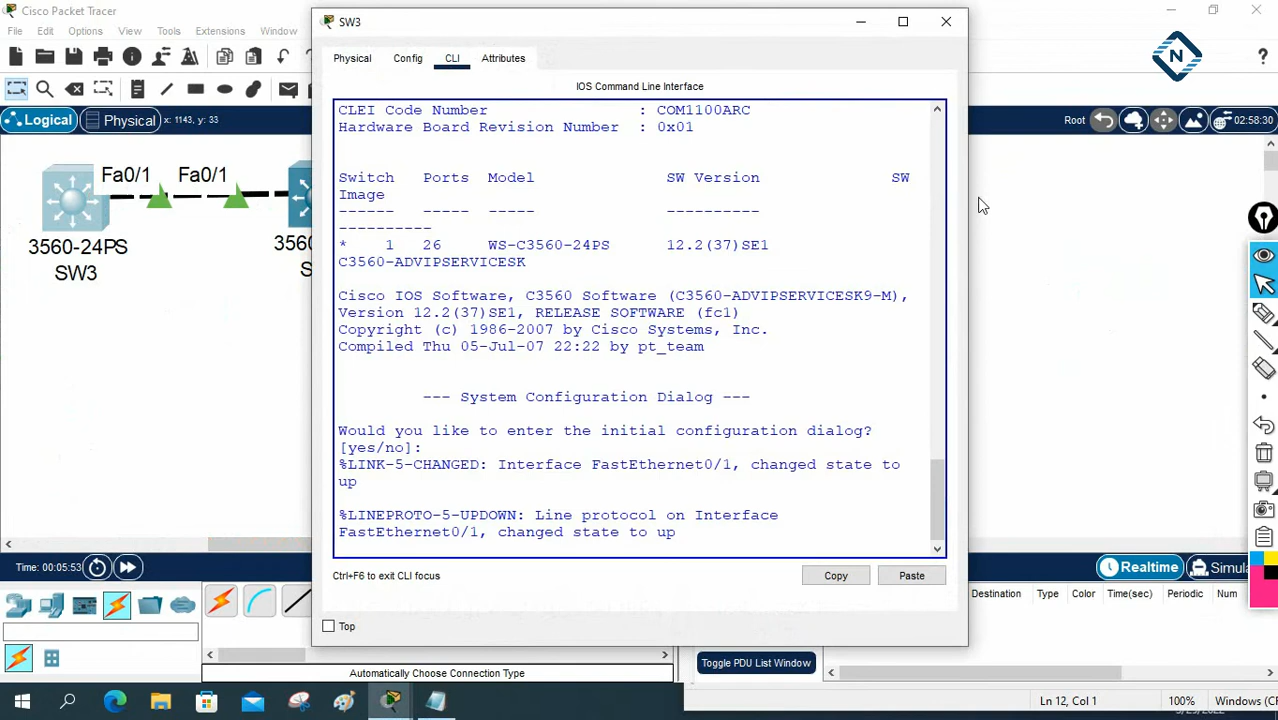 Cisco Packet Tracer
SW3
File Edit Options View Tools Extensions Window
Physical Config CLI Attributes
IOS Command Line Interface
Logical Physical x: 1143, y: 33
Root 02:58:30
CLEI Code Number : COM1100ARC
Hardware Board Revision Number : 0x01
Switch Ports Model SW Version SW
Image
------ ----- ----- ---------- 
----------
* 1 26 WS-C3560-24PS 12.2(37)SE1
C3560-ADVIPSERVICESK
Cisco IOS Software, C3560 Software (C3560-ADVIPSERVICESK9-M),
Version 12.2(37)SE1, RELEASE SOFTWARE (fc1)
Copyright (c) 1986-2007 by Cisco Systems, Inc.
Compiled Thu 05-Jul-07 22:22 by pt_team
--- System Configuration Dialog ---
Would you like to enter the initial configuration dialog?
[yes/no]:
%LINK-5-CHANGED: Interface FastEthernet0/1, changed state to
up
%LINEPROTO-5-UPDOWN: Line protocol on Interface
FastEthernet0/1, changed state to up
Fa0/1 Fa0/1
3560-24PS 3560
SW3 S
Ctrl+F6 to exit CLI focus
Copy Paste
Top
Time: 00:05:53
Realtime Simula
Destination Type Color Time(sec) Periodic Num
Toggle PDU List Window
Automatically Choose Connection Type
Ln 12, Col 1 100% Windows (CF
N